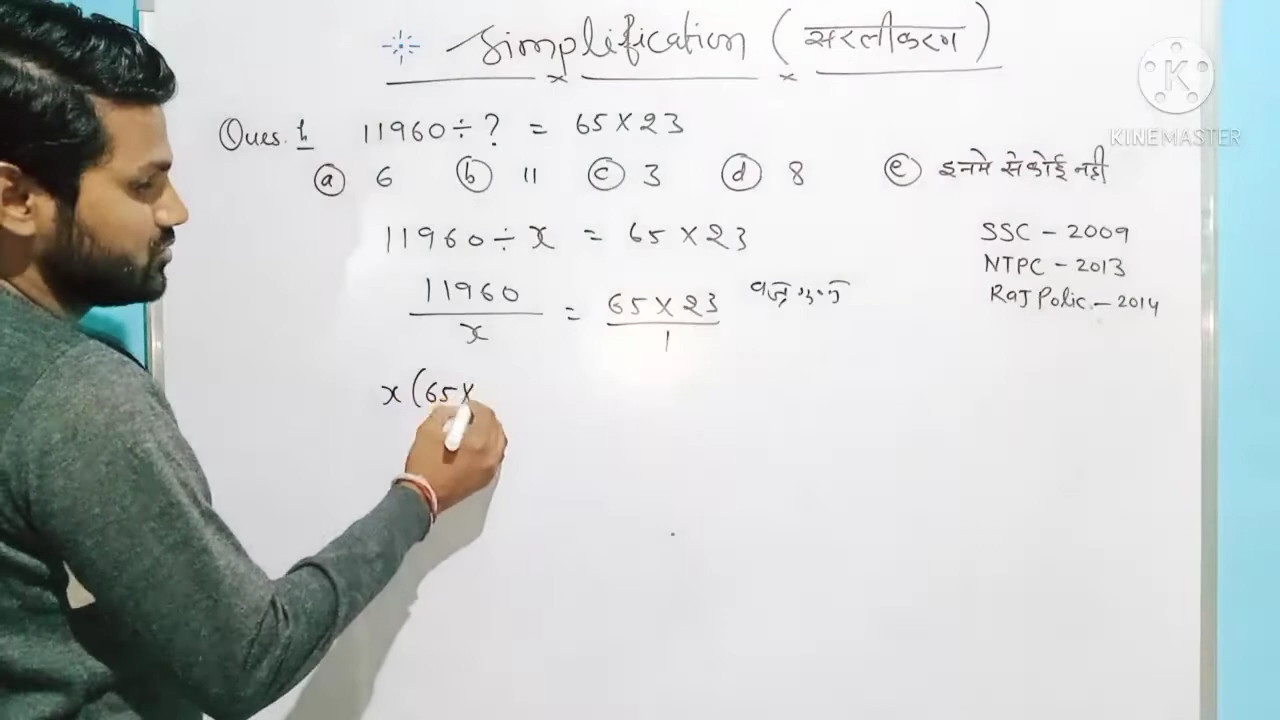 Simplification (सरलीकरण)
KINEMASTER
Ques. 1 11960 ÷ ? = 65 X 23
(a) 6 (b) 11 (c) 3 (d) 8 (e) इनमे से कोई नही
11960 ÷ x = 65 X 23
SSC - 2009
NTPC - 2013
Raj Polic. - 2014
11960 / x = 65 X 23 / 1
x (65 X